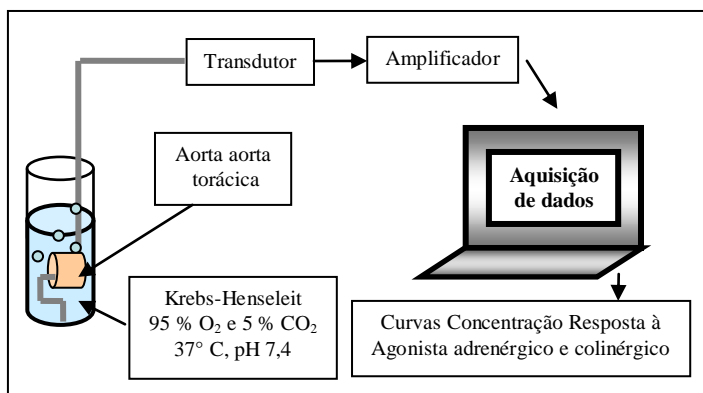 Transdutor
Amplificador
Aorta aorta
torácica
Aquisição
de dados
Krebs-Henseleit
95 % O₂ e 5 % CO₂
37° C, pH 7,4
Curvas Concentração Resposta à
Agonista adrenérgico e colinérgico